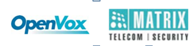 OpenVox
MATRIX
TELECOM | SECURITY